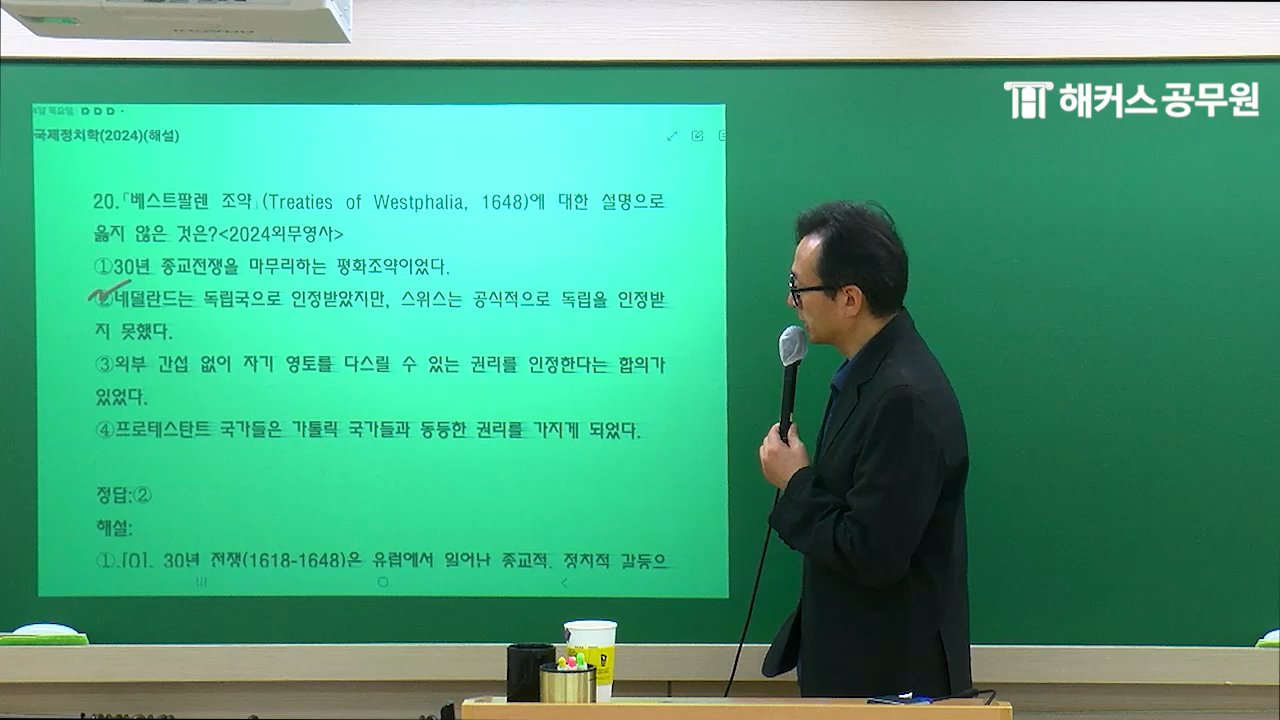 해커스공무원
국제정치학(2024)(해설)
20.「베스트팔렌 조약」(Treaties of Westphalia, 1648)에 대한 설명으로
옳지 않은 것은?<2024외무영사>
①30년 종교전쟁을 마무리하는 평화조약이었다.
②네덜란드는 독립국으로 인정받았지만, 스위스는 공식적으로 독립을 인정받
지 못했다.
③외부 간섭 없이 자기 영토를 다스릴 수 있는 권리를 인정한다는 합의가
있었다.
④프로테스탄트 국가들은 가톨릭 국가들과 동등한 권리를 가지게 되었다.
정답:②
해설:
①.[O]. 30년 전쟁(1618-1648)은 유럽에서 일어난 종교적, 정치적 갈등으